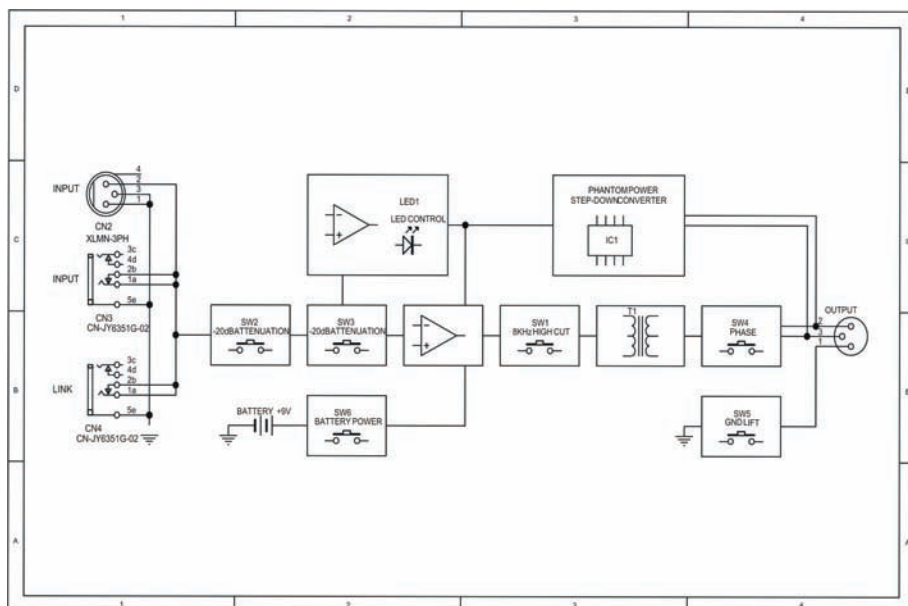 1 2 3 4
D
INPUT
4
2
3
1
CN2
XLMN-3PH
C
INPUT
3c
4d
2b
1a
5e
CN3
CN-JY6351G-02
LINK
3c
4d
2b
1a
5e
CN4
CN-JY6351G-02
B
LED1
LED CONTROL
PHANTOM POWER
STEP-DOWN CONVERTER
IC1
SW2
-20dB ATTENUATION
SW3
-20dB ATTENUATION
SW1
8KHz HIGH CUT
T1
SW4
PHASE
OUTPUT
2
3
1
BATTERY +9V
SW6
BATTERY POWER
SW5
GND LIFT
A
A
1 2 3 4